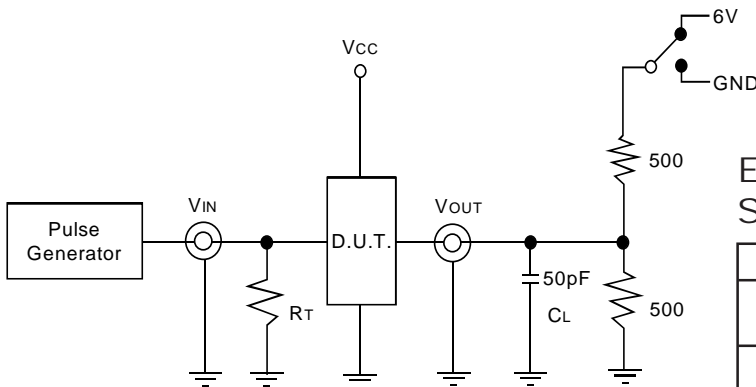 6V
GND
VCC
500
VIN
VOUT
Pulse
Generator
D.U.T.
50pF
RT
CL
500
E
S